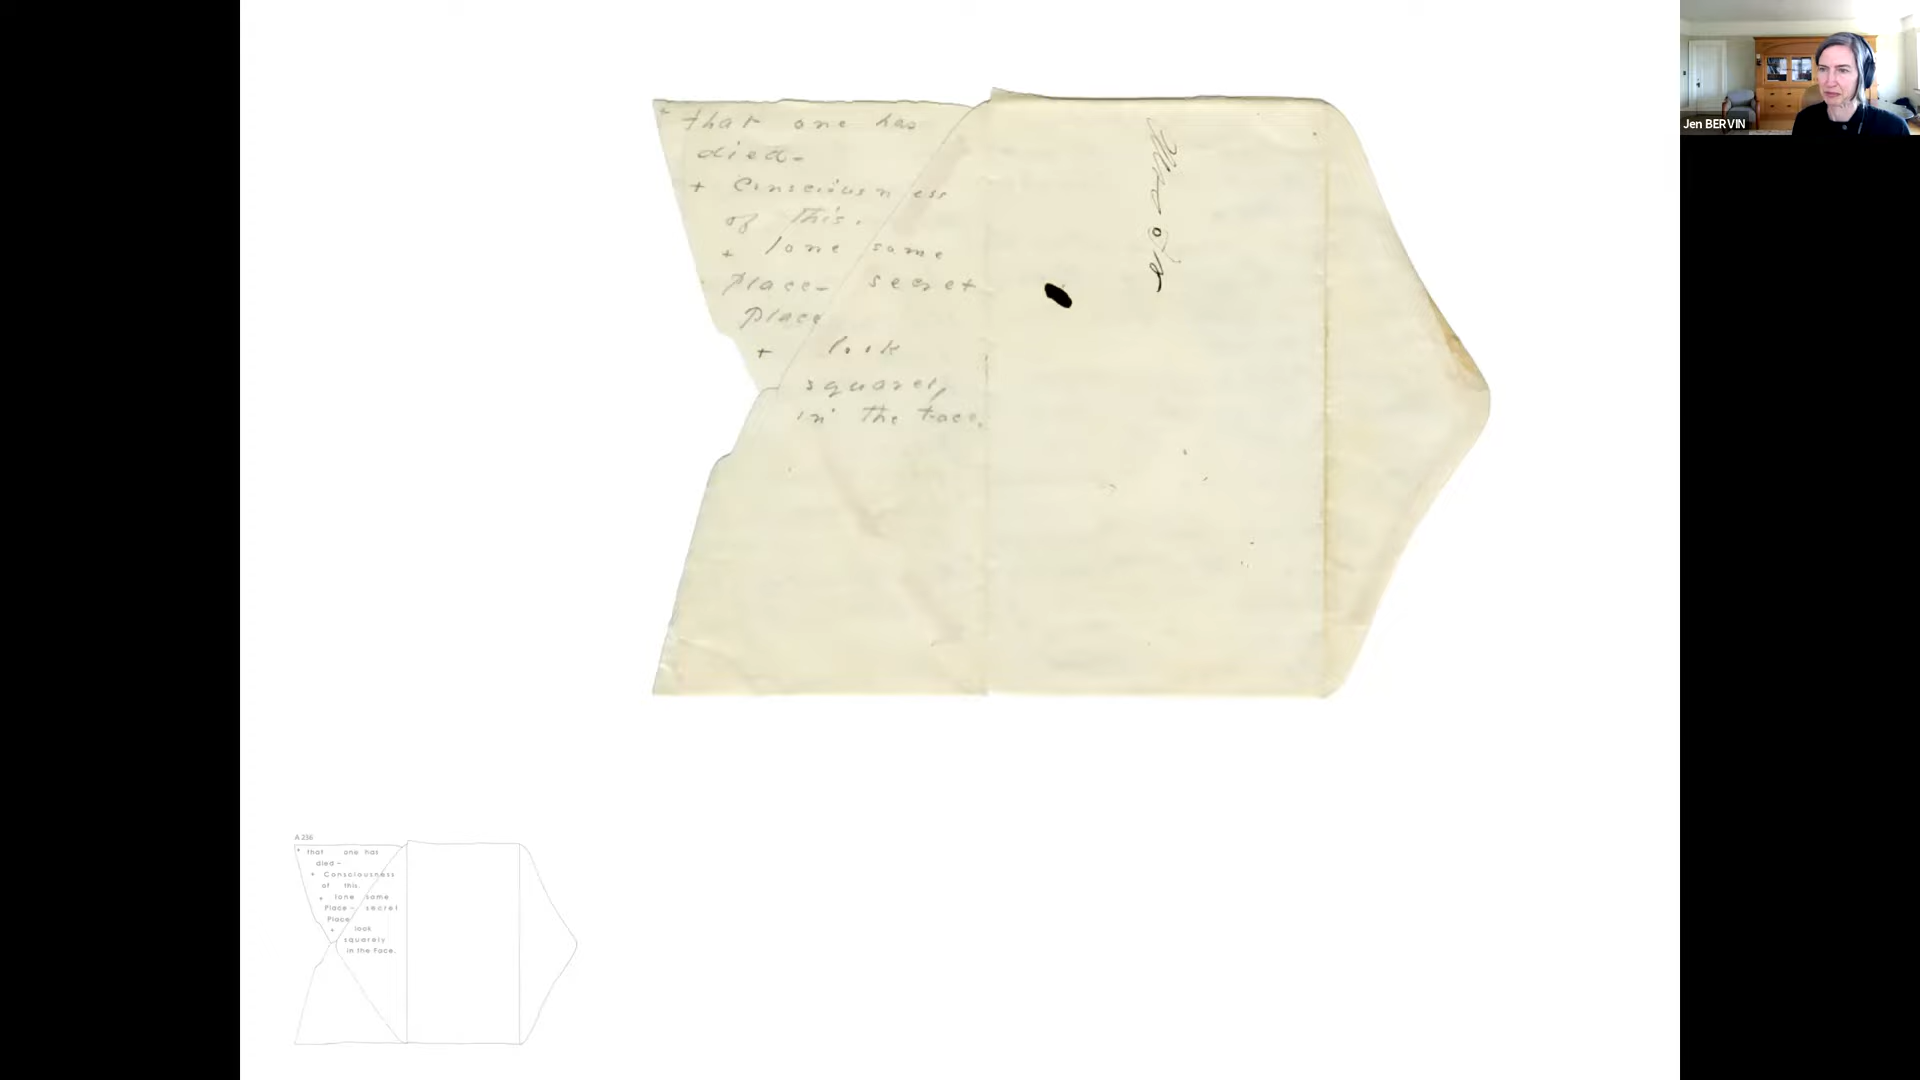 + that one has
died–
+ Consciousness
of this.
+ lone some
Place– secret
Place
+ look
squarely
in the Face.
Jen BERVIN
A 236
+ that one has
died –
+ Consciousness
of this.
+ lone some
Place – secret
Place
+ look
squarely
in the Face.